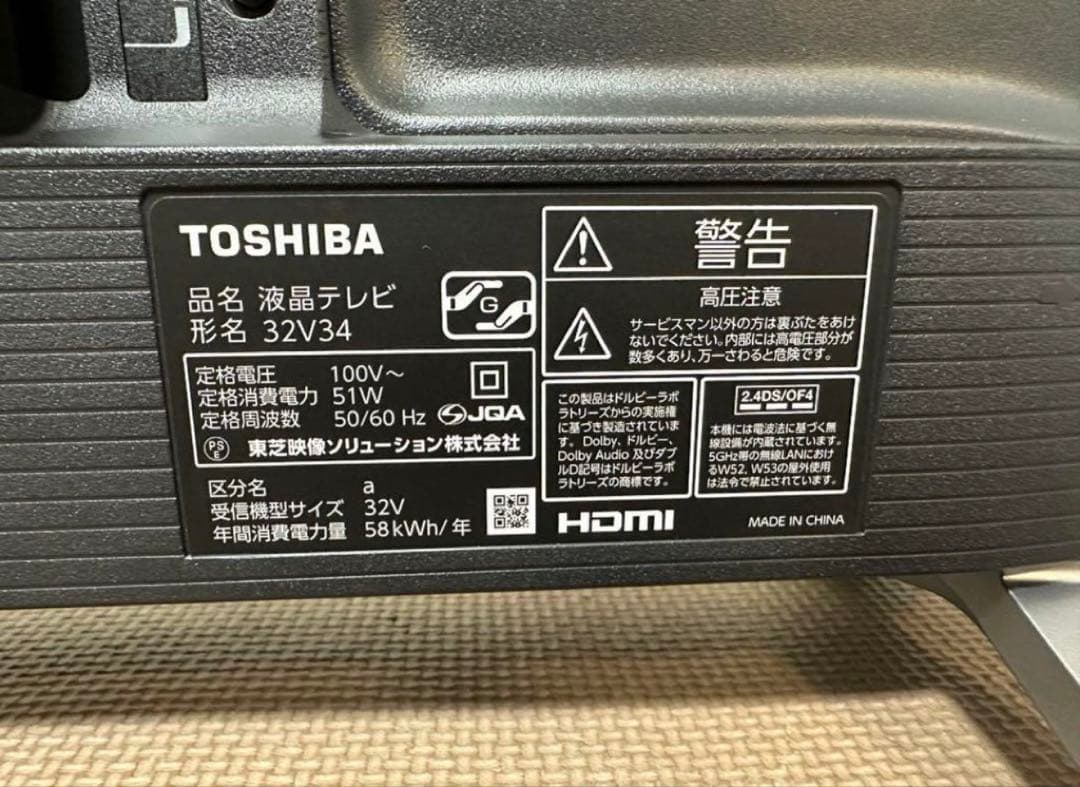 TOSHIBA
品名 液晶テレビ
形名 32V34
G
定格電圧 100V～
定格消費電力 51W
定格周波数 50/60 Hz
JQA
PS
E
東芝映像ソリューション株式会社
区分名 a
受信機型サイズ 32V
年間消費電力量 58kWh/年
警告
高圧注意
サービスマン以外の方は裏ぶたをあけ
ないでください。内部には高電圧部分が
数多くあり、万一さわると危険です。
この製品はドルビーラボ
ラトリーズからの実施権
に基づき製造されていま
す。Dolby、ドルビー、
Dolby Audio 及びダブ
ルD記号はドルビーラボ
ラトリーズの商標です。
2.4DS/OF4
本機には電波法に基づく無
線設備が内蔵されています。
5GHz帯の無線LANにおけ
るW52、W53の屋外使用
は法令で禁止されています。
HDMI
MADE IN CHINA